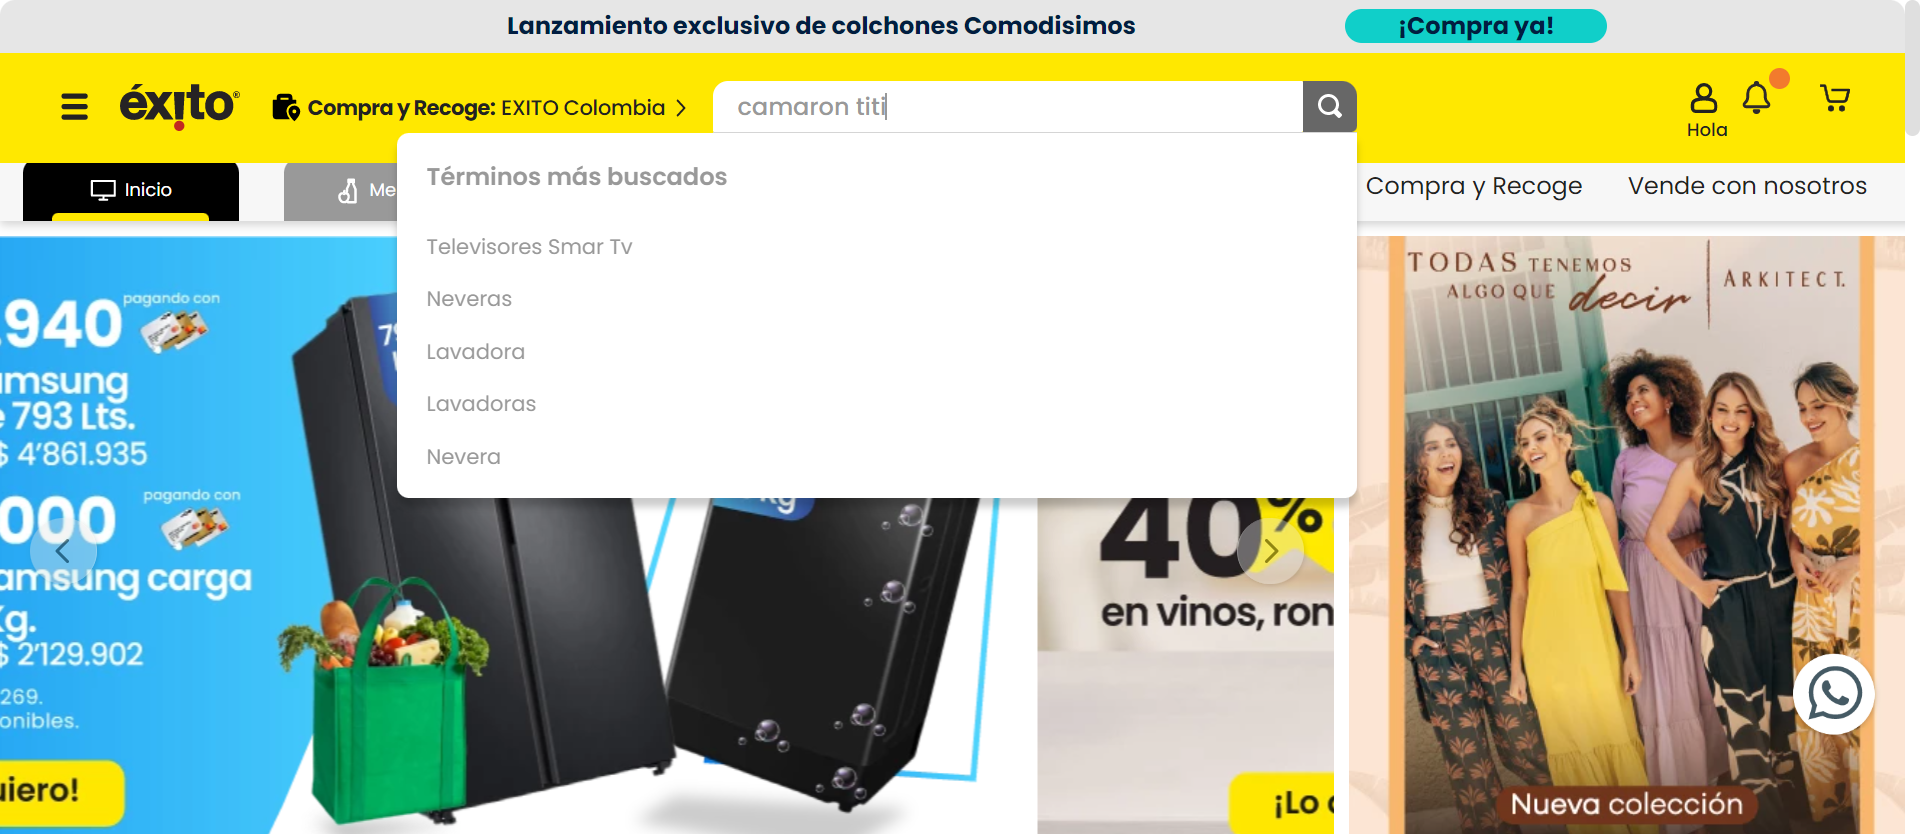 Lanzamiento exclusivo de colchones Comodisimos
¡Compra ya!
éxito
Compra y Recoge: EXITO Colombia
camaron titi
Hola
Inicio
Me
Compra y Recoge
Vende con nosotros
Términos más buscados
Televisores Smar Tv
Neveras
Lavadora
Lavadoras
Nevera
.940
pagando con
amsung
e 793 Lts.
$ 4'861.935
000
pagando con
amsung carga
Kg.
$ 2'129.902
269.
onibles.
uiero!
79
Kg
40%
en vinos, ron
¡Lo
TODAS TENEMOS
ALGO QUE decir
ARKITECT.
Nueva colección